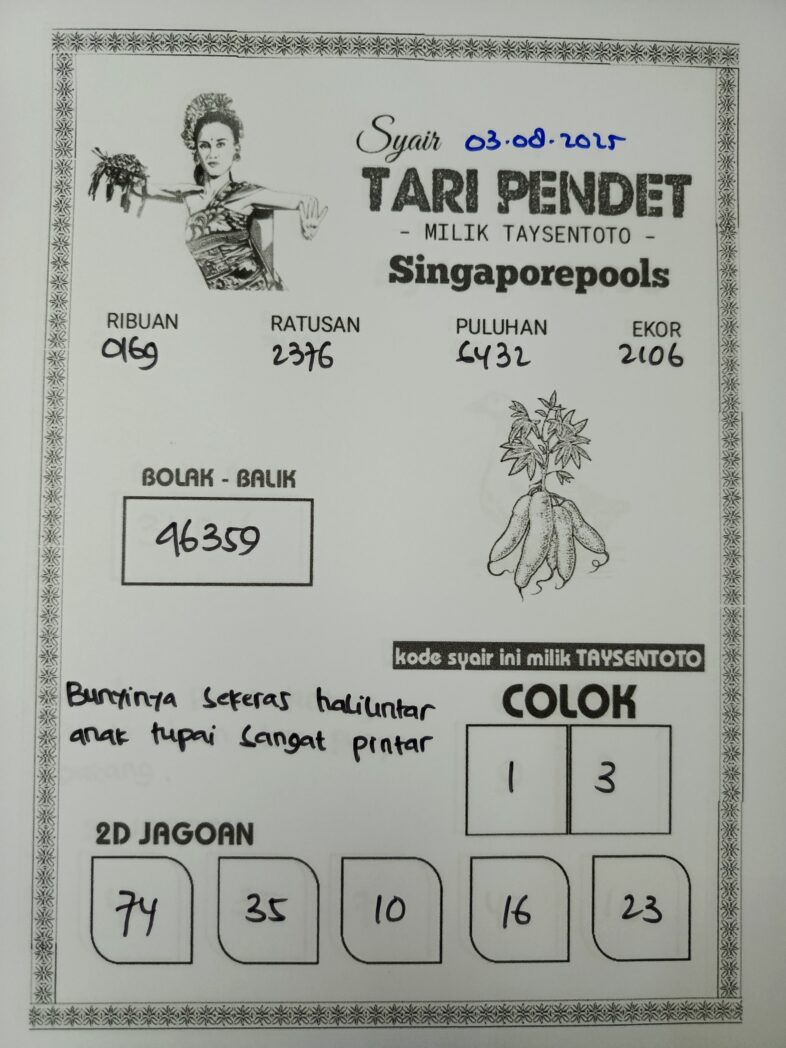 Syair 03.08.2025
TARI PENDET
- MILIK TAYSENTOTO -
Singaporepools
RIBUAN RATUSAN PULUHAN EKOR
0169 2376 6432 2106
BOLAK - BALIK
96359
kode syair ini milik TAYSENTOTO
Bunyinya sekeras haliluntar
anak tupai sangat pintar
COLOK
1 3
2D JAGOAN
74 35 10 16 23